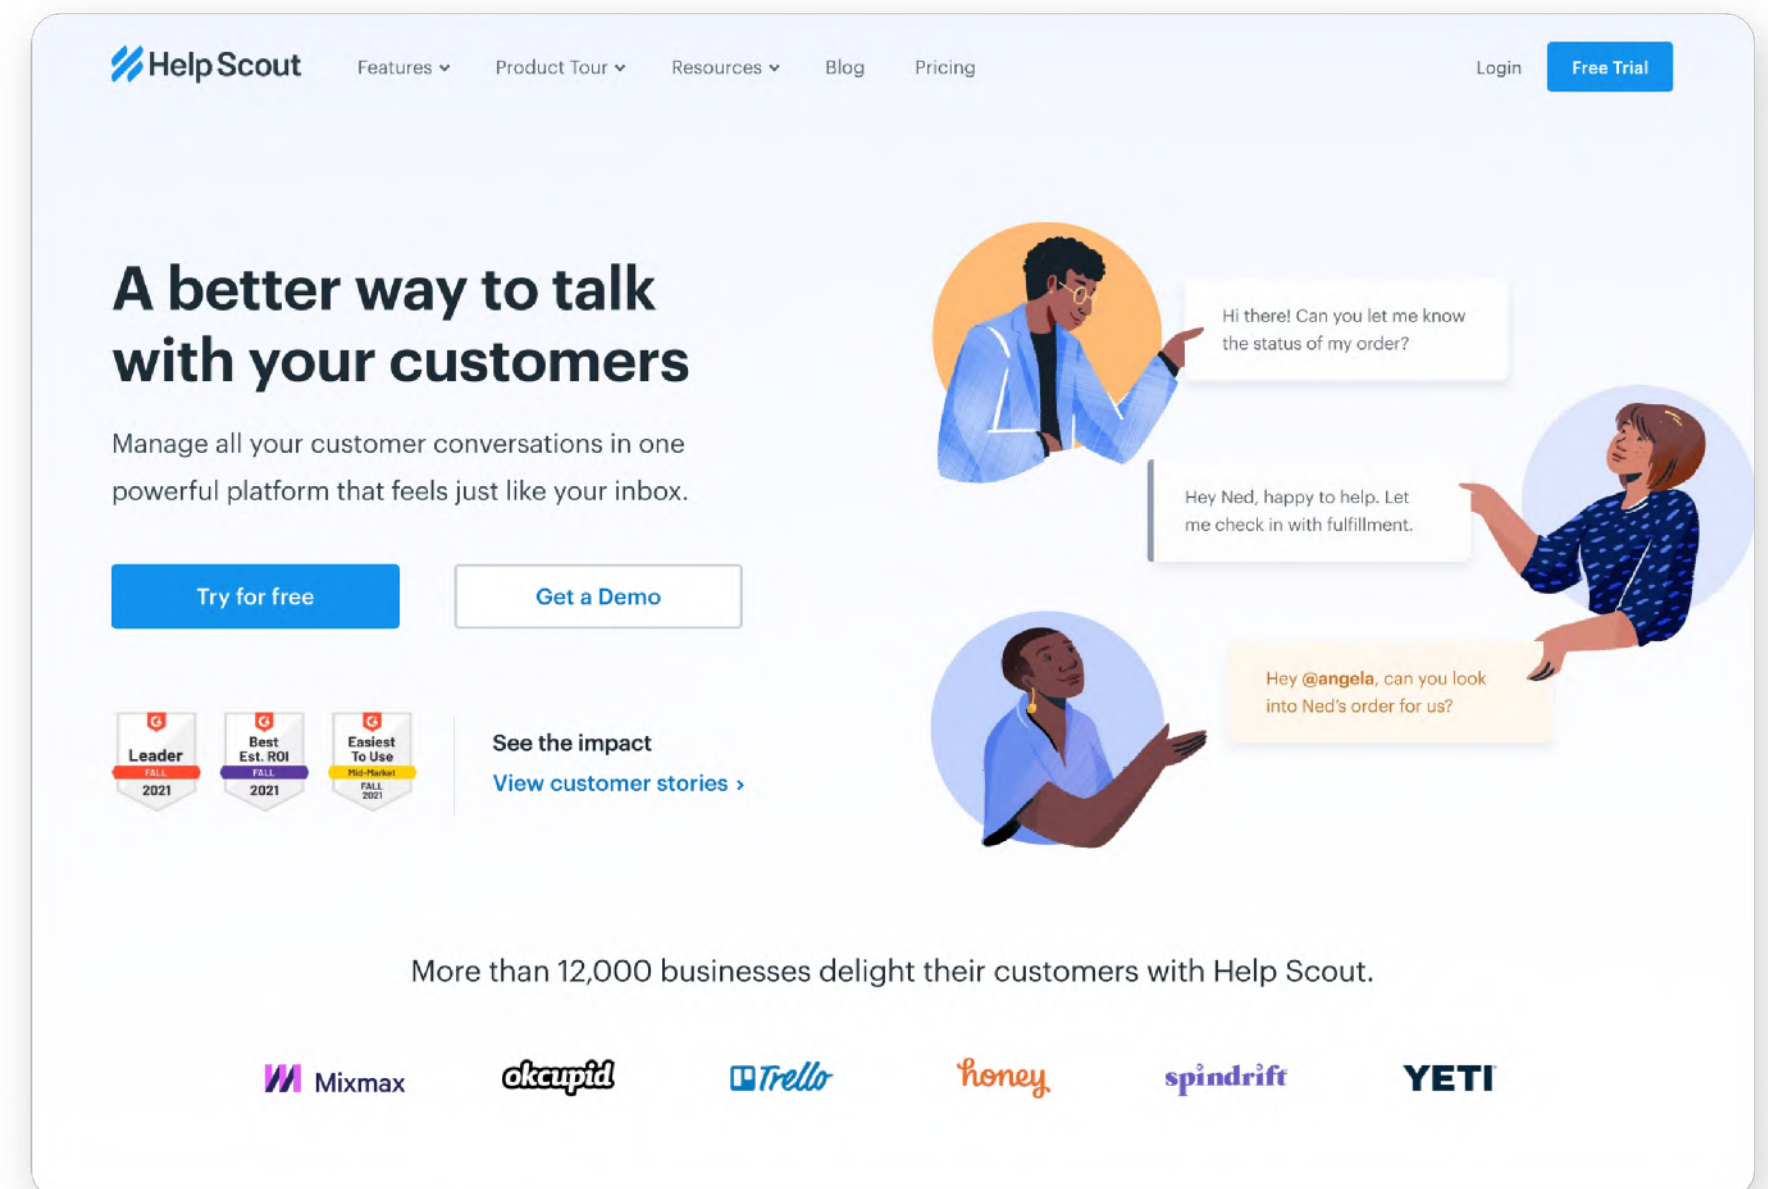 Help Scout
Features
Product Tour
Resources
Blog
Pricing
Login
Free Trial
A better way to talk
with your customers
Manage all your customer conversations in one
powerful platform that feels just like your inbox.
Try for free
Get a Demo
Leader
FALL
2021
Best
Est. ROI
FALL
2021
Easiest
To Use
Mid-Market
FALL
2021
See the impact
View customer stories ›
Hi there! Can you let me know
the status of my order?
Hey Ned, happy to help. Let
me check in with fulfillment.
Hey @angela, can you look
into Ned's order for us?
More than 12,000 businesses delight their customers with Help Scout.
Mixmax
okcupid
Trello
honey
spindrift
YETI